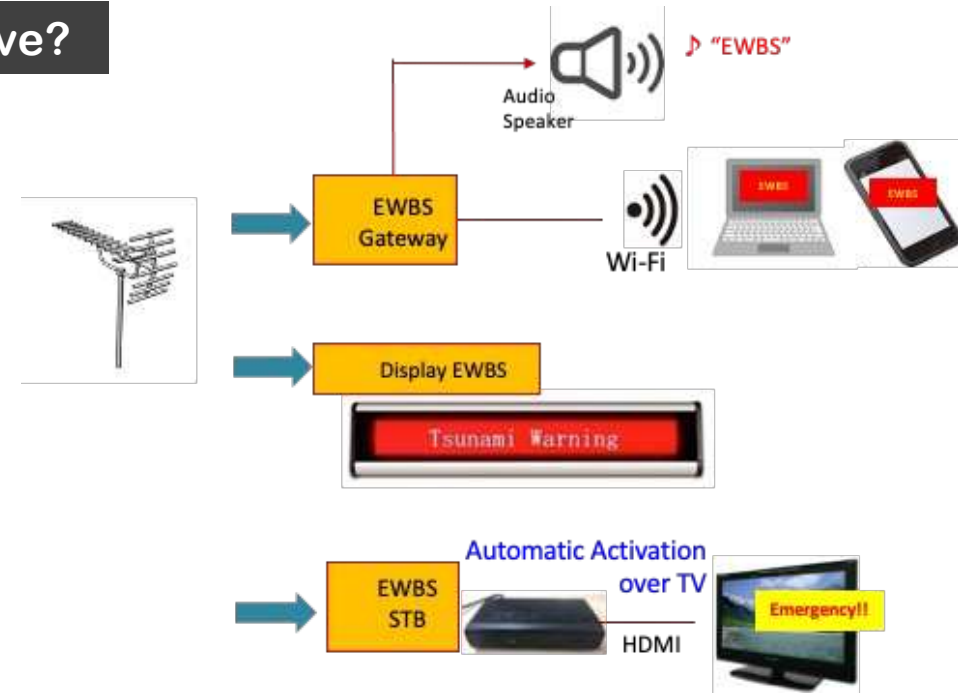 ve?
♪ "EWBS"
Audio
Speaker
EWBS
Gateway
Wi-Fi
EWBS
EWBS
Display EWBS
Tsunami Warning
Automatic Activation
over TV
EWBS
STB
HDMI
Emergency!!